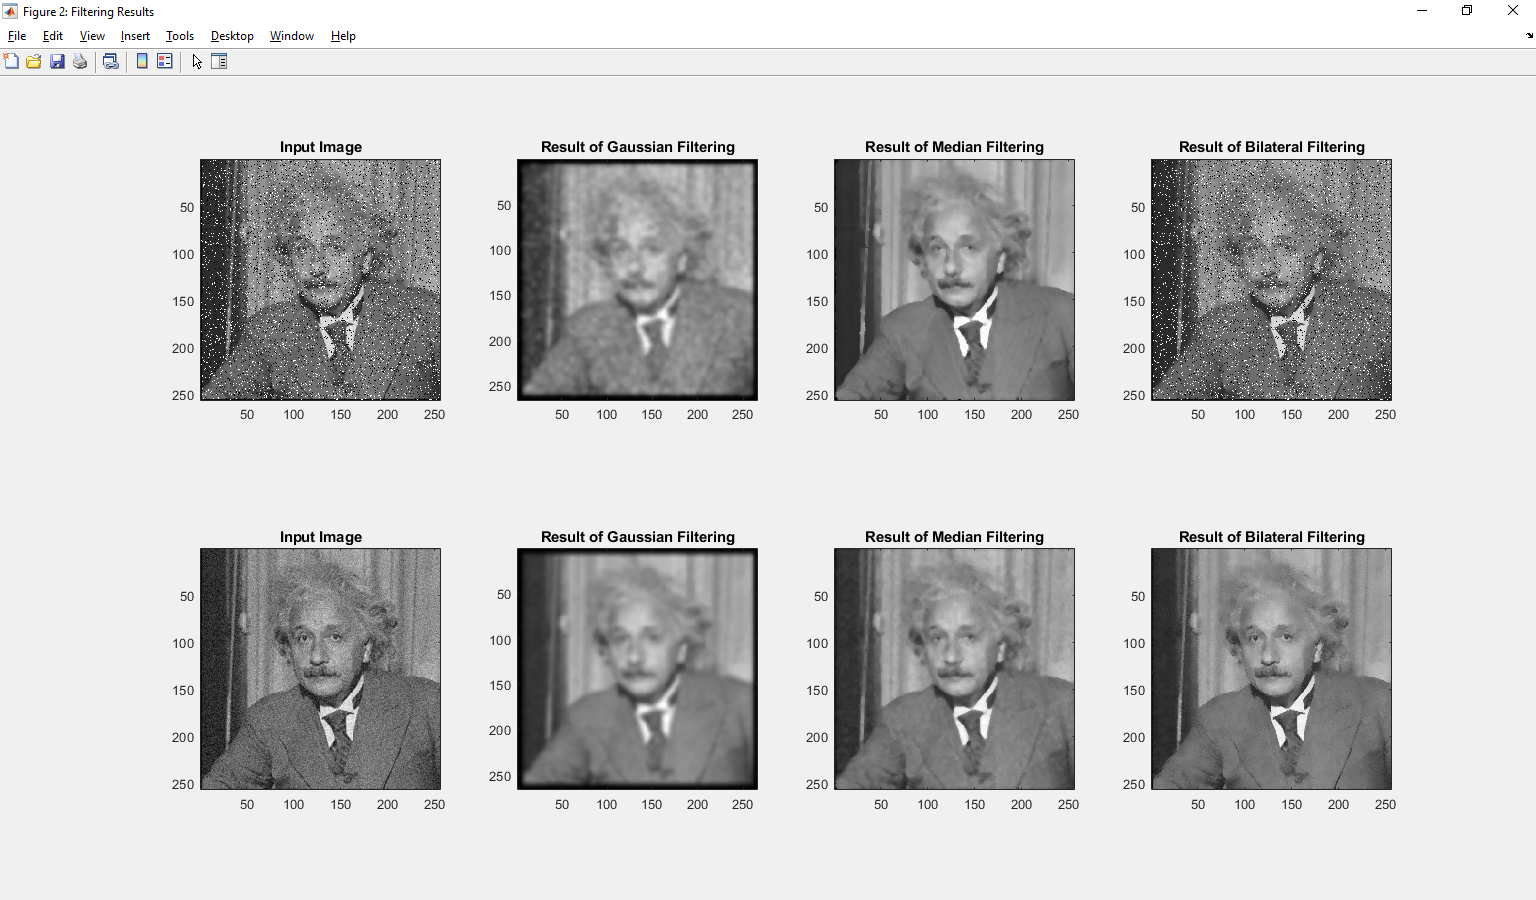 Figure 2: Filtering Results
File Edit View Insert Tools Desktop Window Help
Input Image Result of Gaussian Filtering Result of Median Filtering Result of Bilateral Filtering
50 50 50 50
100 100 100 100
150 150 150 150
200 200 200 200
250 250 250 250
50 100 150 200 250 50 100 150 200 250 50 100 150 200 250 50 100 150 200 250
Input Image Result of Gaussian Filtering Result of Median Filtering Result of Bilateral Filtering
50 50 50 50
100 100 100 100
150 150 150 150
200 200 200 200
250 250 250 250
50 100 150 200 250 50 100 150 200 250 50 100 150 200 250 50 100 150 200 250